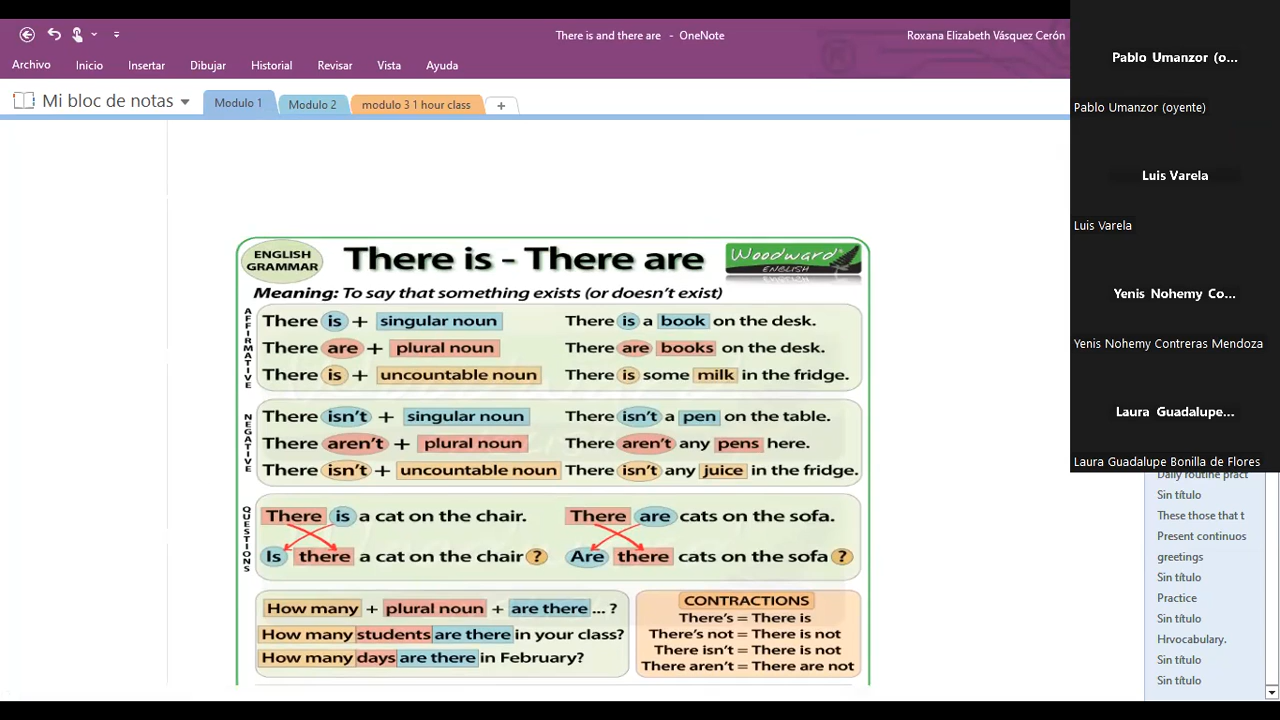 There is and there are - OneNote
Roxana Elizabeth Vásquez Cerón
Archivo Inicio Insertar Dibujar Historial Revisar Vista Ayuda
Mi bloc de notas
Modulo 1
Modulo 2
modulo 3 1 hour class
+
ENGLISH
GRAMMAR
There is - There are
Woodward
ENGLISH
Meaning: To say that something exists (or doesn't exist)
AFFIRMATIVE
There is + singular noun There is a book on the desk.
There are + plural noun There are books on the desk.
There is + uncountable noun There is some milk in the fridge.
NEGATIVE
There isn't + singular noun There isn't a pen on the table.
There aren't + plural noun There aren't any pens here.
There isn't + uncountable noun There isn't any juice in the fridge.
QUESTIONS
There is a cat on the chair. There are cats on the sofa.
Is there a cat on the chair ? Are there cats on the sofa ?
How many + plural noun + are there ... ?
How many students are there in your class?
How many days are there in February?
CONTRACTIONS
There's = There is
There's not = There is not
There isn't = There is not
There aren't = There are not
Pablo Umanzor (o...
Pablo Umanzor (oyente)
Luis Varela
Luis Varela
Yenis Nohemy Co...
Yenis Nohemy Contreras Mendoza
Laura Guadalupe...
Laura Guadalupe Bonilla de Flores
Daily routine pract
Sin título
These those that t
Present continuos
greetings
Sin título
Practice
Sin título
Hrvocabulary.
Sin título
Sin título